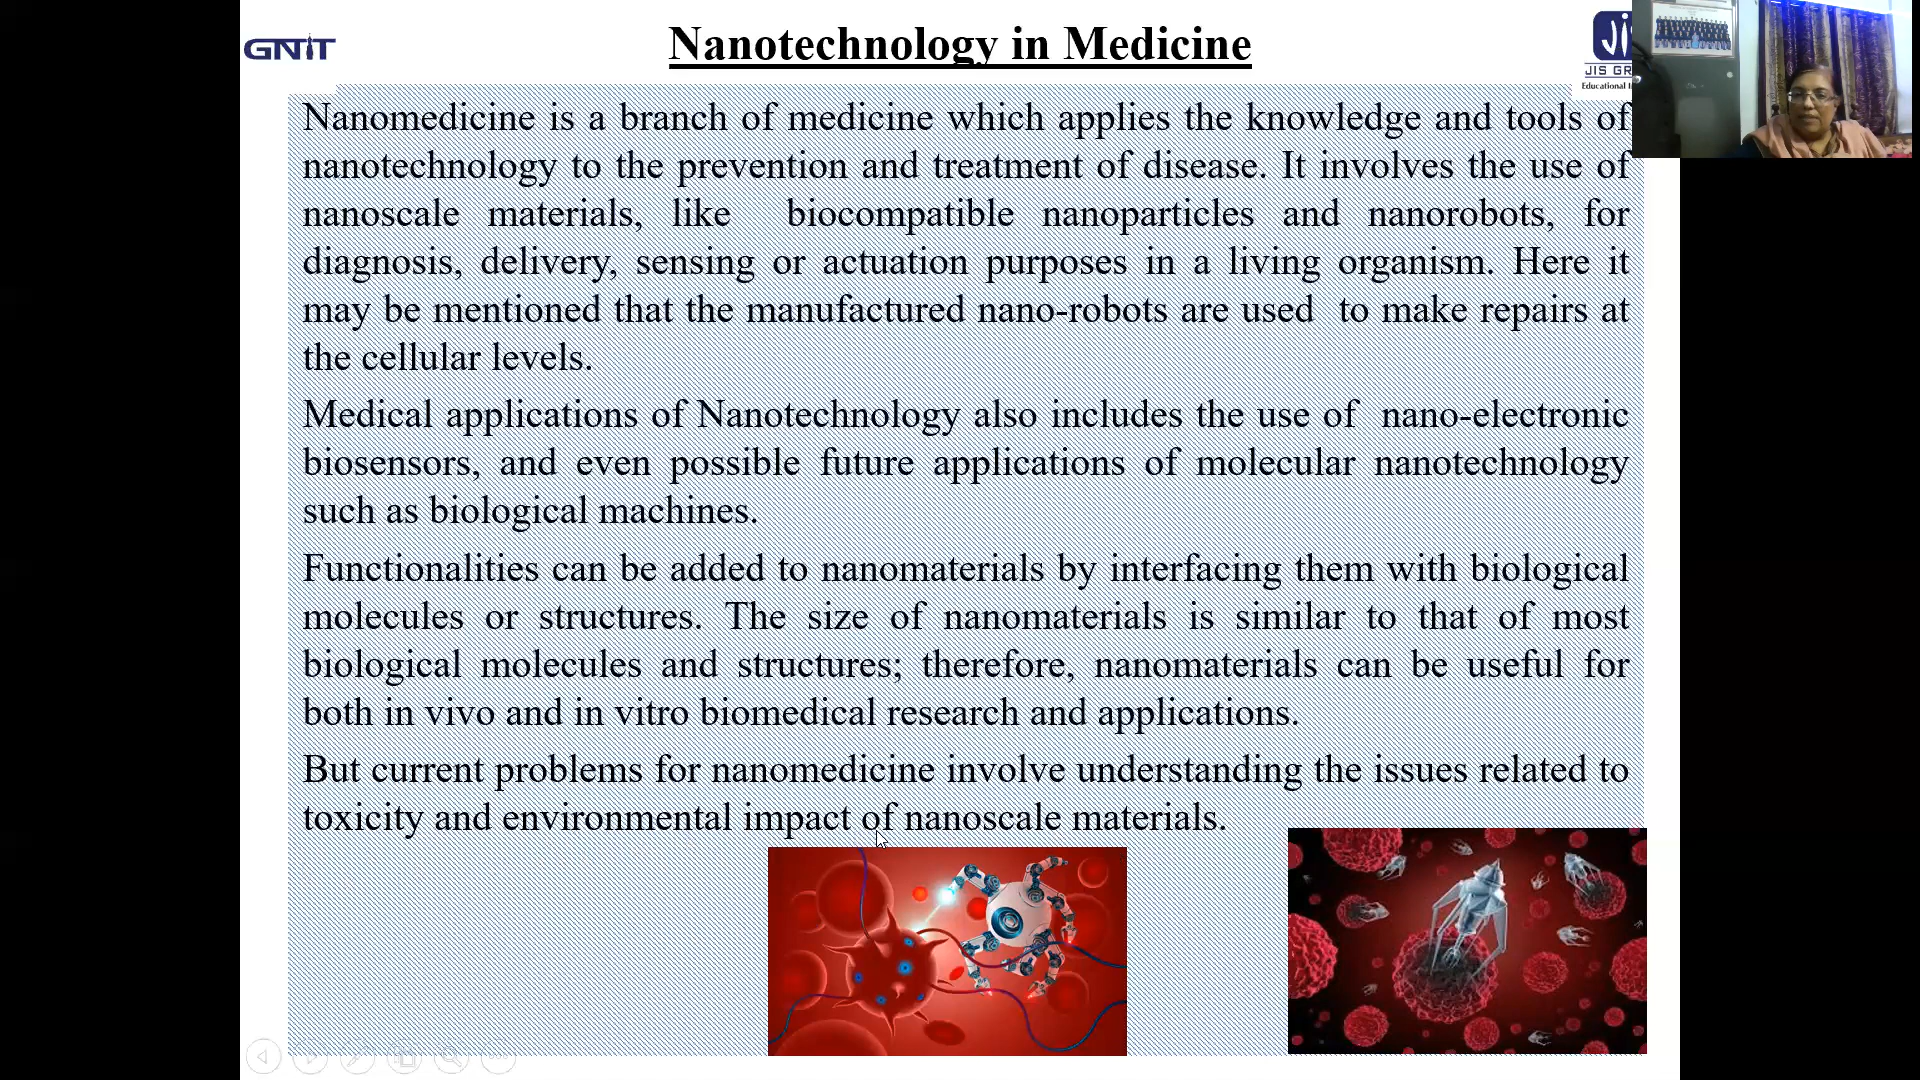 GNIT
Nanotechnology in Medicine
JIS GR
Educational
Nanomedicine is a branch of medicine which applies the knowledge and tools of
nanotechnology to the prevention and treatment of disease. It involves the use of
nanoscale materials, like biocompatible nanoparticles and nanorobots, for
diagnosis, delivery, sensing or actuation purposes in a living organism. Here it
may be mentioned that the manufactured nano-robots are used to make repairs at
the cellular levels.
Medical applications of Nanotechnology also includes the use of nano-electronic
biosensors, and even possible future applications of molecular nanotechnology
such as biological machines.
Functionalities can be added to nanomaterials by interfacing them with biological
molecules or structures. The size of nanomaterials is similar to that of most
biological molecules and structures; therefore, nanomaterials can be useful for
both in vivo and in vitro biomedical research and applications.
But current problems for nanomedicine involve understanding the issues related to
toxicity and environmental impact of nanoscale materials.